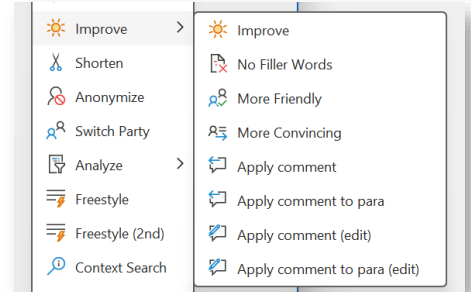 Improve
Shorten
Anonymize
Switch Party
Analyze
Freestyle
Freestyle (2nd)
Context Search
Improve
No Filler Words
More Friendly
More Convincing
Apply comment
Apply comment to para
Apply comment (edit)
Apply comment to para (edit)